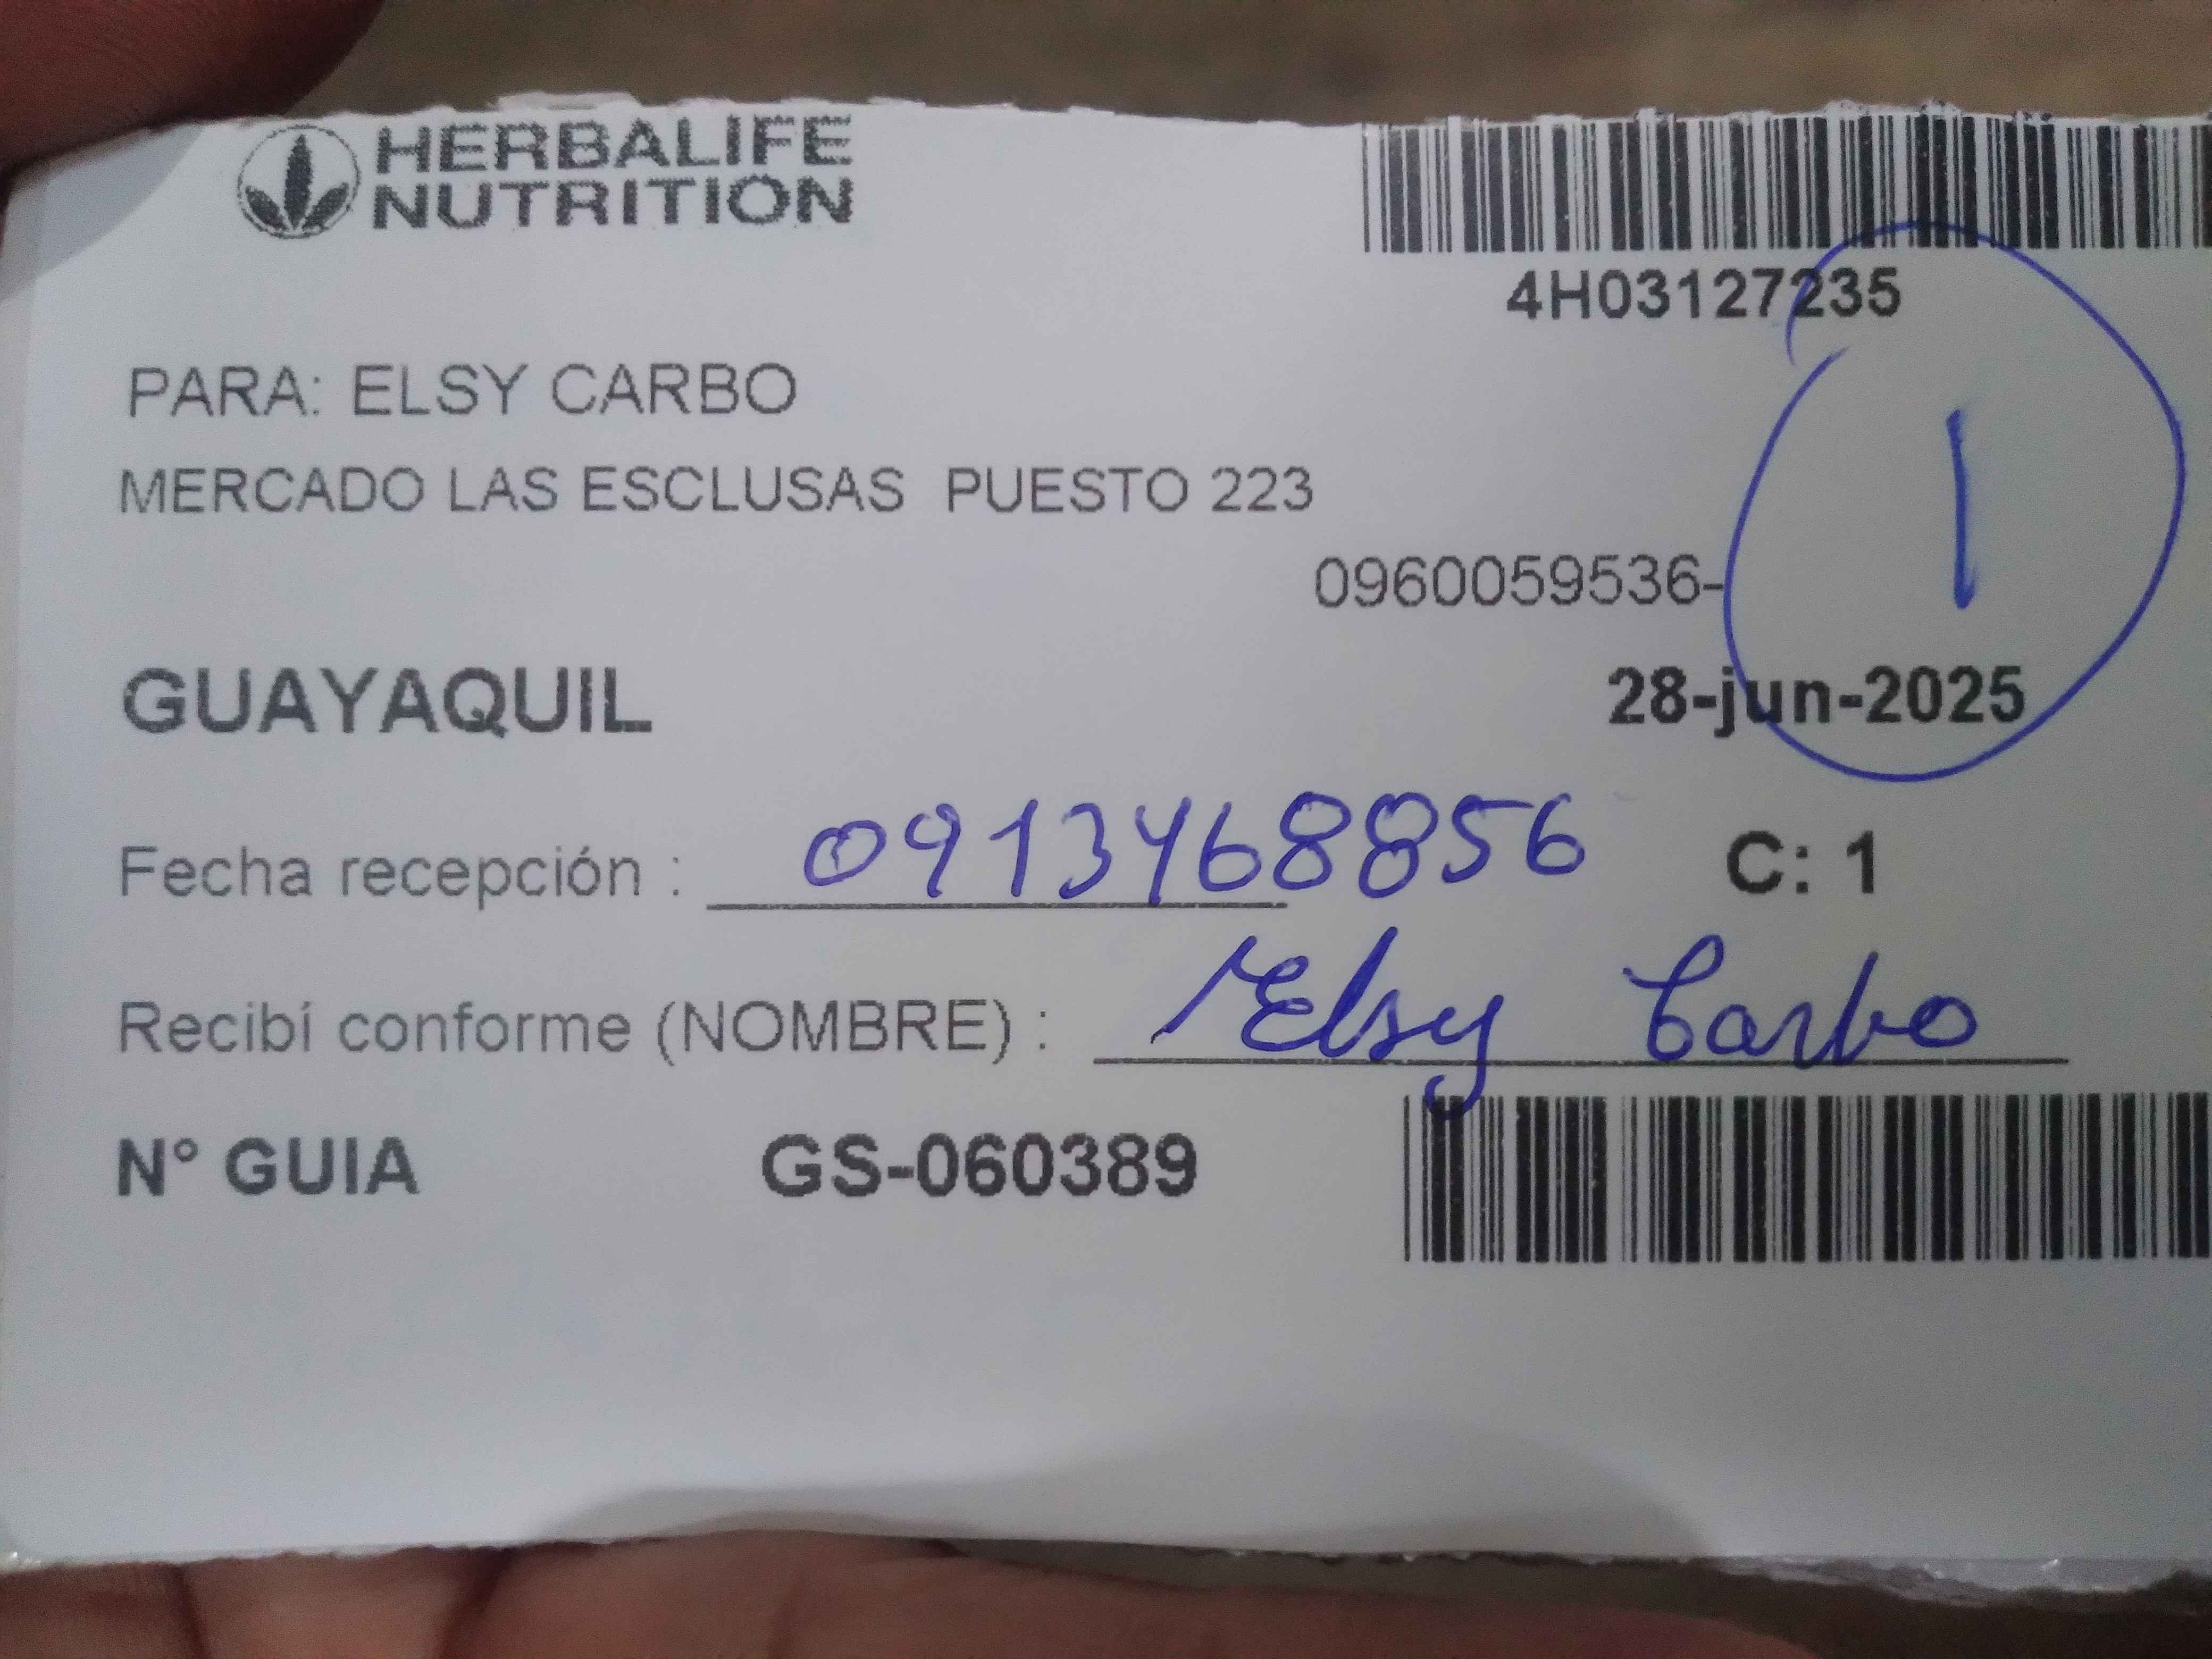 HERBALIFE
NUTRITION
4H03127235
PARA: ELSY CARBO
MERCADO LAS ESCLUSAS PUESTO 223
1
0960059536-
GUAYAQUIL 28-jun-2025
Fecha recepción : 0913468856 C: 1
Recibí conforme (NOMBRE) : Elsy Carbo
N° GUIA GS-060389